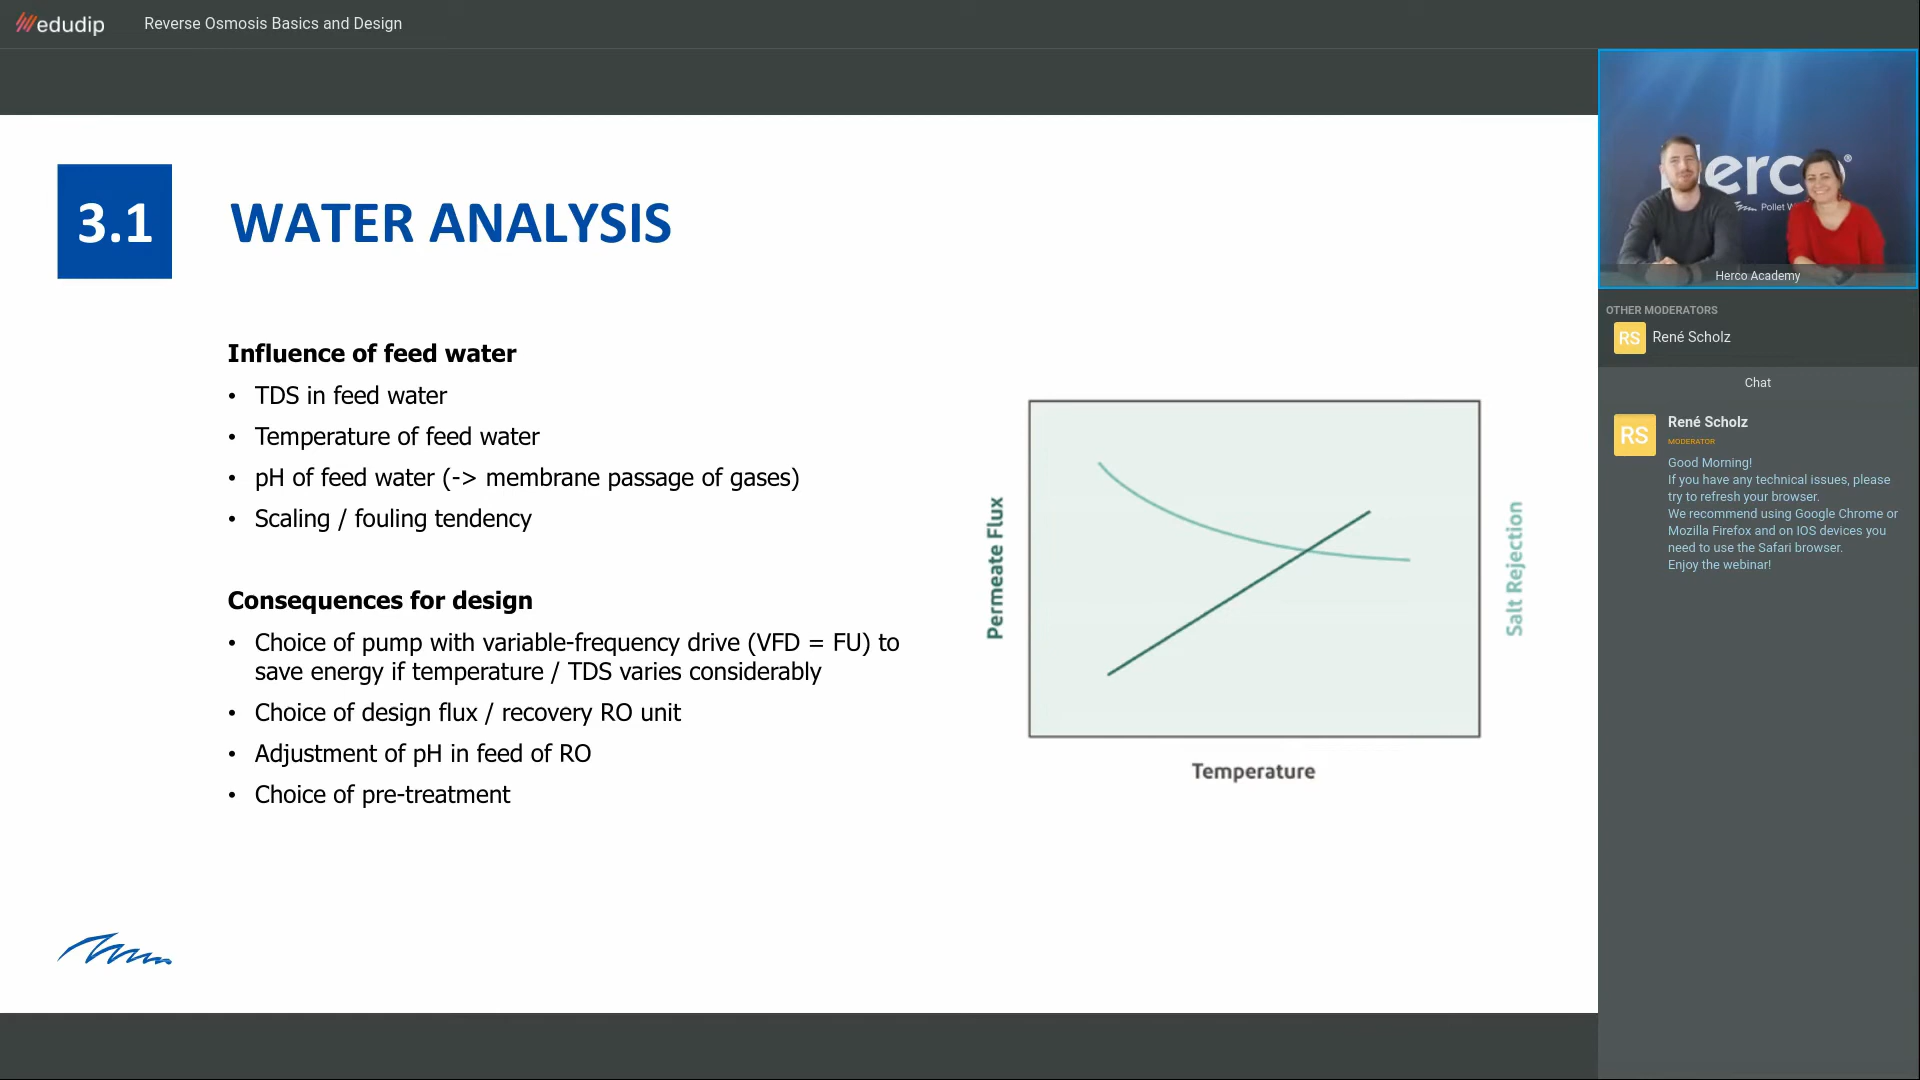 edudip
Reverse Osmosis Basics and Design
3.1
WATER ANALYSIS
Influence of feed water
• TDS in feed water
• Temperature of feed water
• pH of feed water (-> membrane passage of gases)
• Scaling / fouling tendency
Consequences for design
• Choice of pump with variable-frequency drive (VFD = FU) to
save energy if temperature / TDS varies considerably
• Choice of design flux / recovery RO unit
• Adjustment of pH in feed of RO
• Choice of pre-treatment
Permeate Flux
Salt Rejection
Temperature
Herco®
Pollet W
Herco Academy
OTHER MODERATORS
RS
René Scholz
Chat
RS
René Scholz
MODERATOR
Good Morning!
If you have any technical issues, please
try to refresh your browser.
We recommend using Google Chrome or
Mozilla Firefox and on IOS devices you
need to use the Safari browser.
Enjoy the webinar!